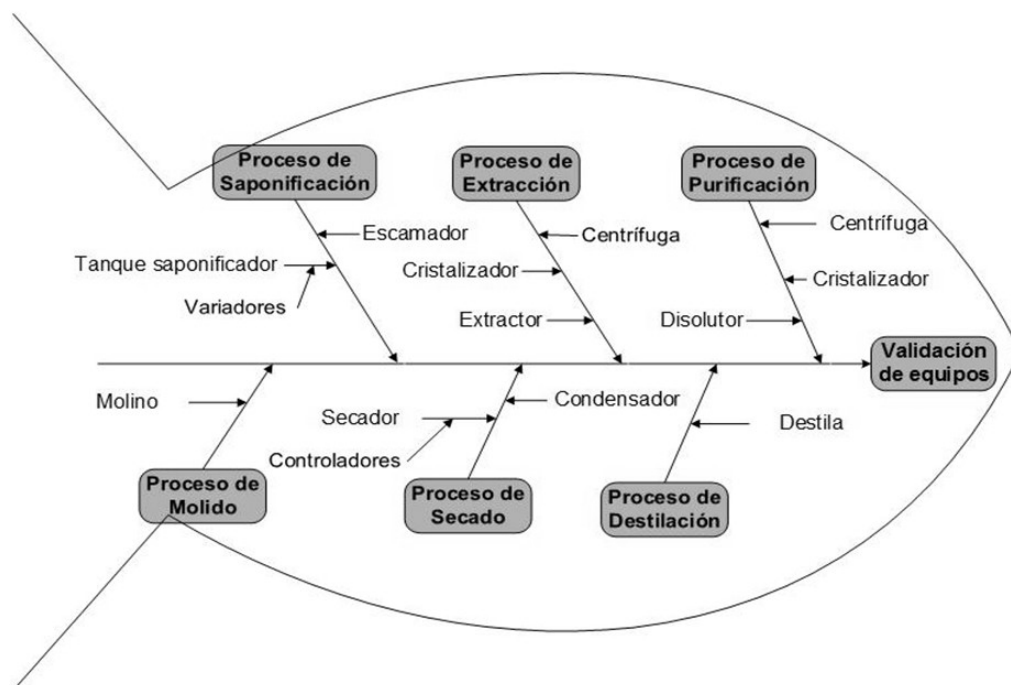 Proceso de
Saponificación
Proceso de
Extracción
Proceso de
Purificación
Escamador
Tanque saponificador
Variadores
Centrífuga
Cristalizador
Extractor
Centrífuga
Cristalizador
Disolutor
Validación
de equipos
Molino
Secador
Controladores
Condensador
Destila
Proceso de
Molido
Proceso de
Secado
Proceso de
Destilación